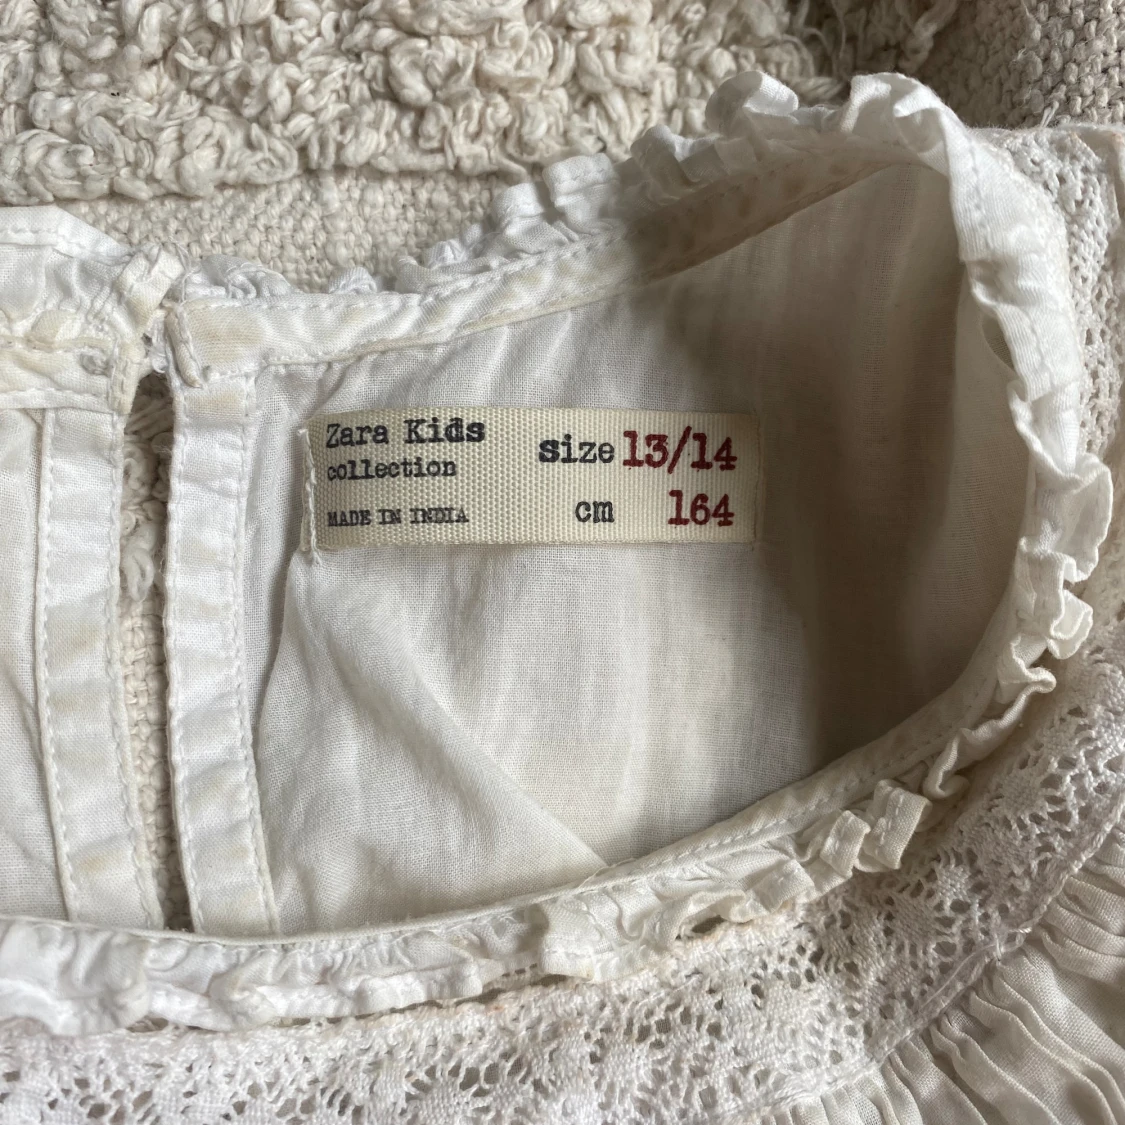 Zara Kids
collection
MADE IN INDIA
size 13/14
cm 164